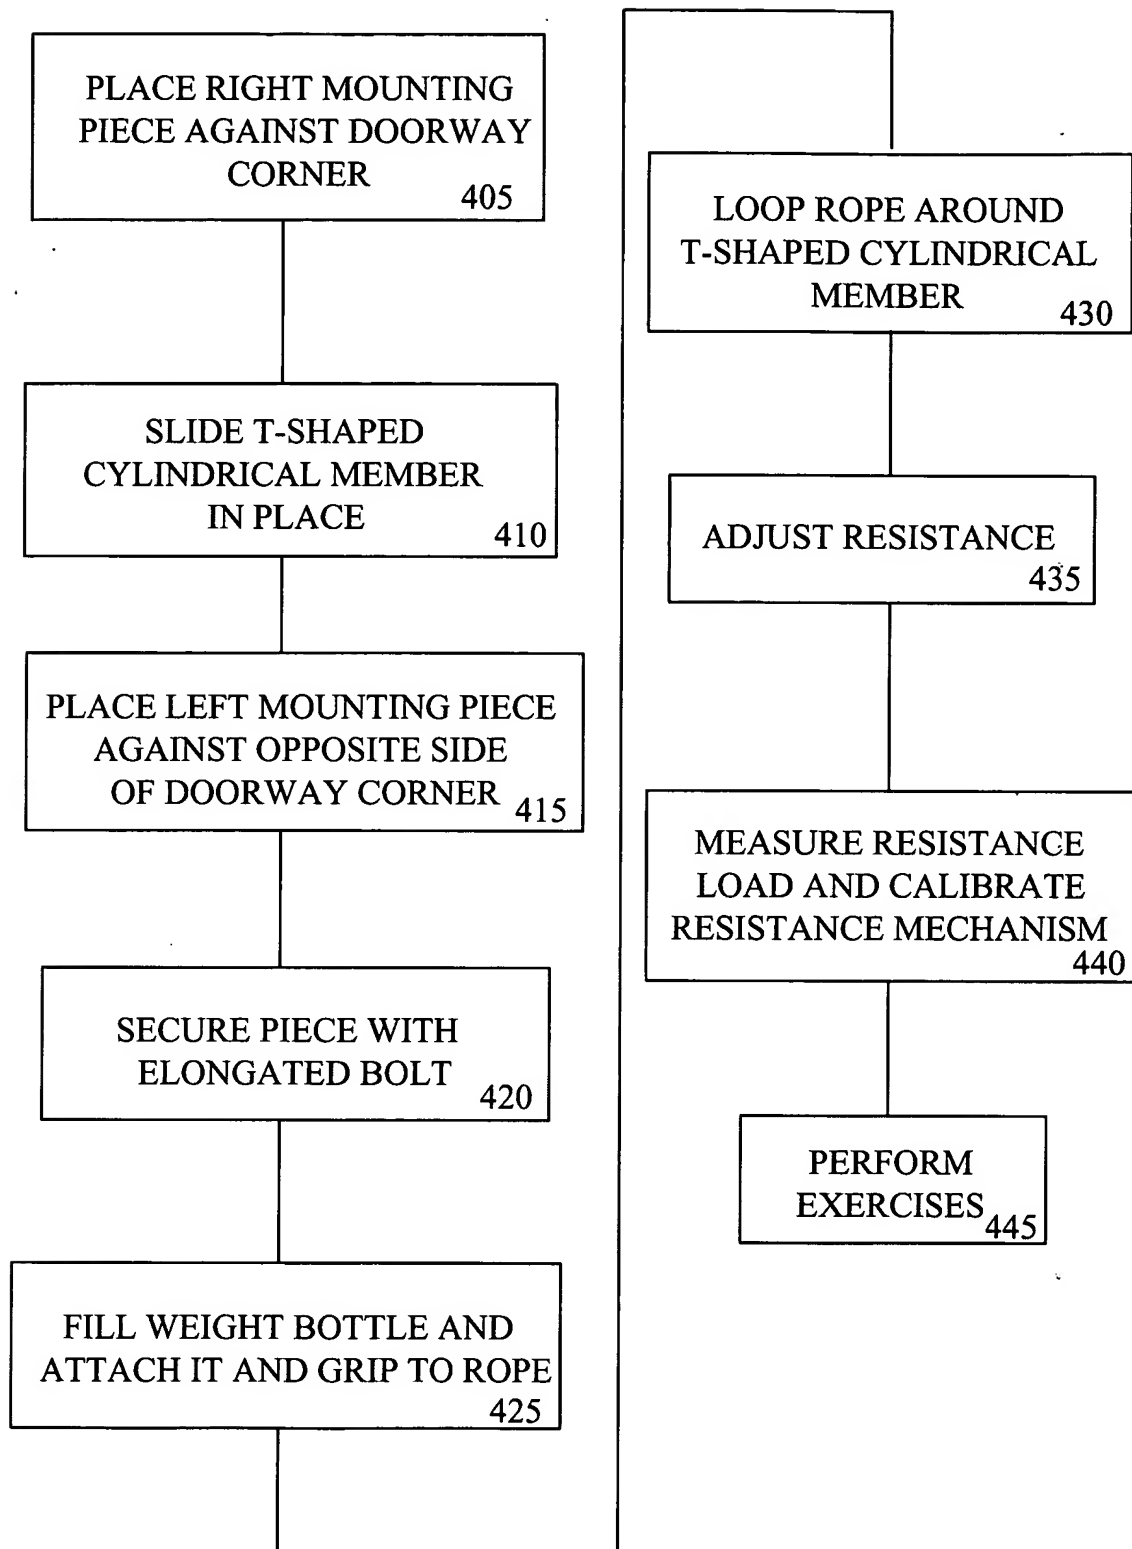 PLACE RIGHT MOUNTING
PIECE AGAINST DOORWAY
CORNER
405
SLIDE T-SHAPED
CYLINDRICAL MEMBER
IN PLACE
410
PLACE LEFT MOUNTING PIECE
AGAINST OPPOSITE SIDE
OF DOORWAY CORNER
415
SECURE PIECE WITH
ELONGATED BOLT
420
FILL WEIGHT BOTTLE AND
ATTACH IT AND GRIP TO ROPE
425
LOOP ROPE AROUND
T-SHAPED CYLINDRICAL
MEMBER
430
ADJUST RESISTANCE
435
MEASURE RESISTANCE
LOAD AND CALIBRATE
RESISTANCE MECHANISM
440
PERFORM
EXERCISES
445